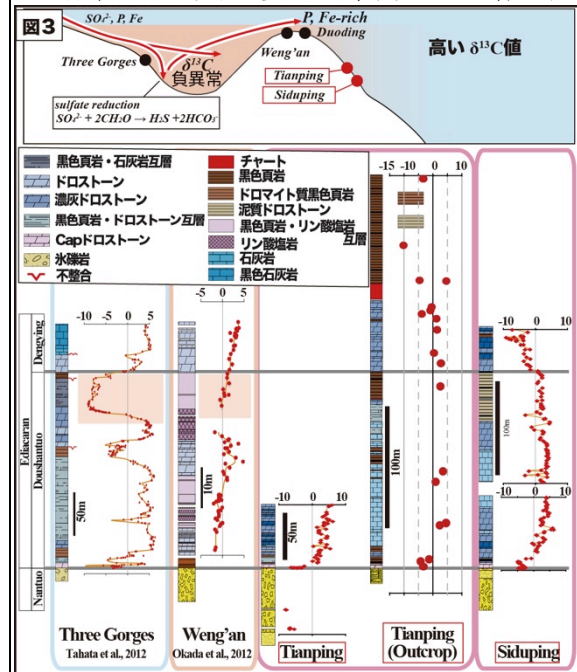 図3
SO₄²⁻, P, Fe
P, Fe-rich
Duoding
Weng'an
Three Gorges
δ¹³C
負異常
高い δ¹³C値
Tianping
Siduping
sulfate reduction
SO₄²⁻ + 2CH₂O → H₂S +2HCO₃⁻
黒色頁岩・石灰岩互層
ドロストーン
濃灰ドロストーン
黒色頁岩・ドロストーン互層
Capドロストーン
氷礫岩
不整合
チャート
黒色頁岩
ドロマイト質黒色頁岩
泥質ドロストーン
黒色頁岩・リン酸塩岩互層
リン酸塩岩
石灰岩
黒色石灰岩
-15 -10 -5 0 5 10
-10 -5 0 5
-5 0 5
-10 0 10
-10 0 10
-10 0 10
Dengying
Ediacaran
Doushantuo
Nantuo
50m
10m
50m
100m
100m
Three Gorges
Tahata et al., 2012
Weng'an
Okada et al., 2012
Tianping
Tianping
(Outcrop)
Siduping